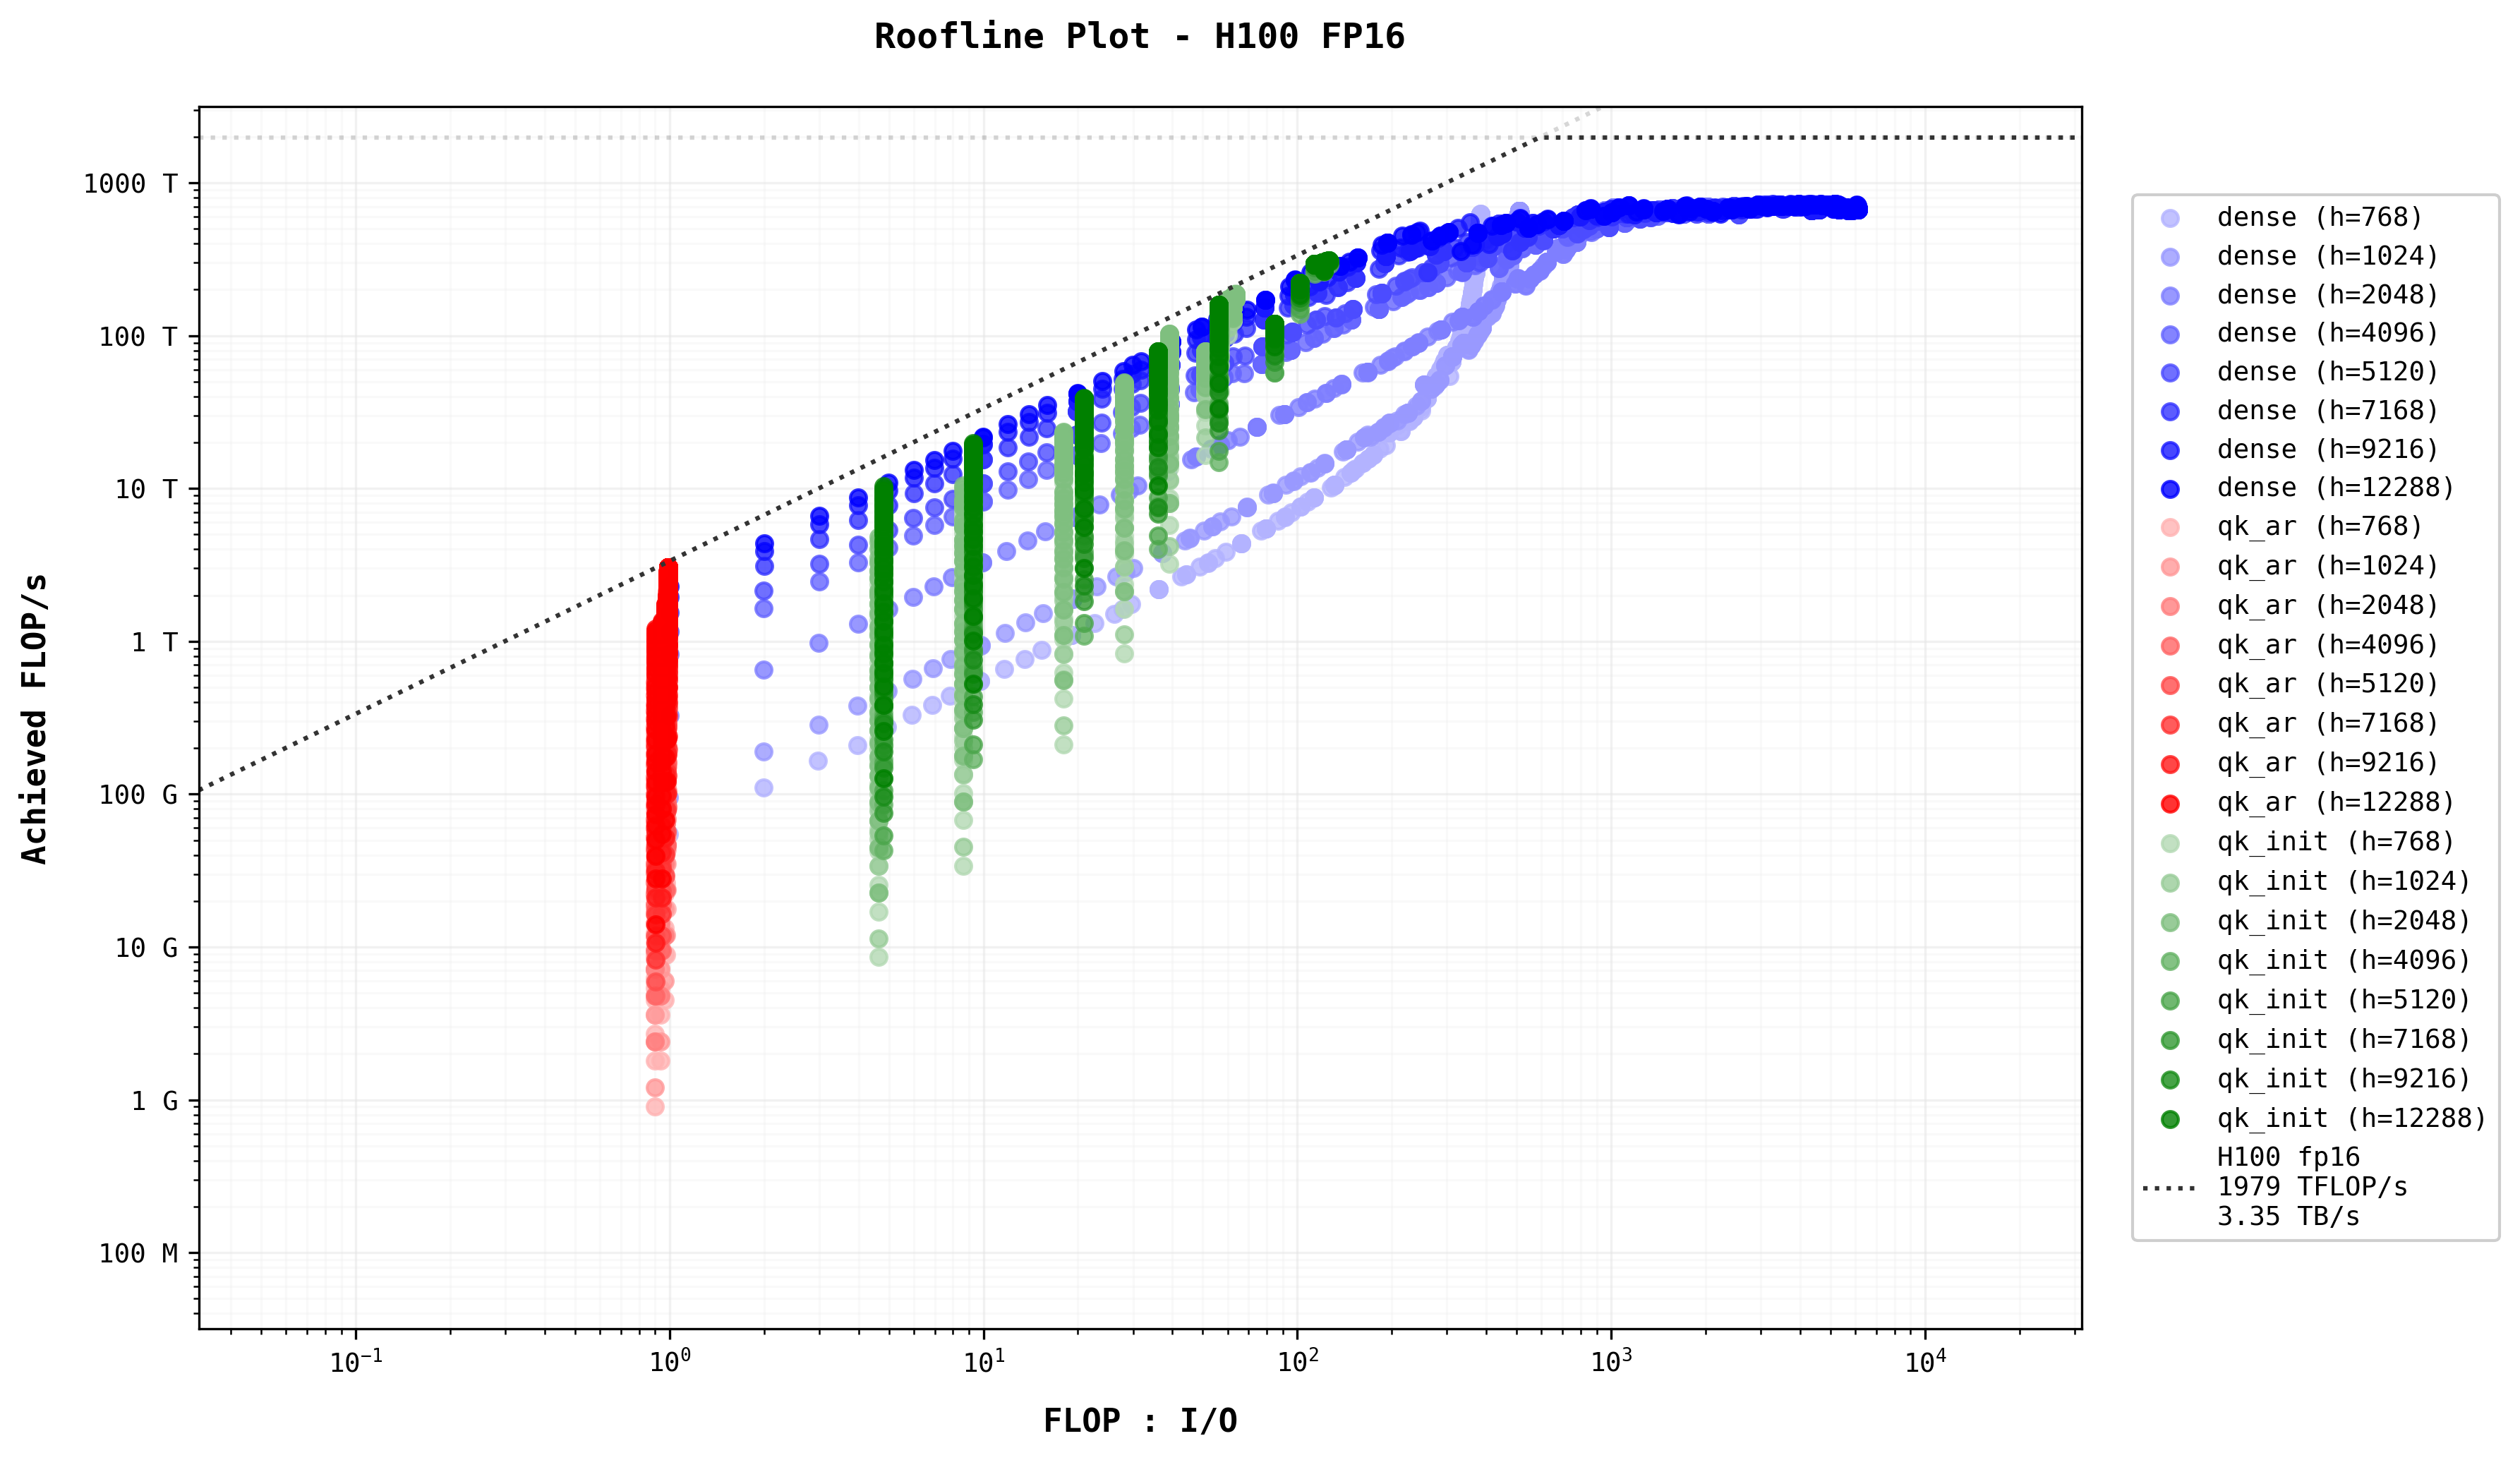 Roofline Plot - H100 FP16
Achieved FLOP/s
1000 T
100 T
10 T
1 T
100 G
10 G
1 G
100 M
10⁻¹
10⁰
10¹
10²
10³
10⁴
FLOP : I/O
dense (h=768)
dense (h=1024)
dense (h=2048)
dense (h=4096)
dense (h=5120)
dense (h=7168)
dense (h=9216)
dense (h=12288)
qk_ar (h=768)
qk_ar (h=1024)
qk_ar (h=2048)
qk_ar (h=4096)
qk_ar (h=5120)
qk_ar (h=7168)
qk_ar (h=9216)
qk_ar (h=12288)
qk_init (h=768)
qk_init (h=1024)
qk_init (h=2048)
qk_init (h=4096)
qk_init (h=5120)
qk_init (h=7168)
qk_init (h=9216)
qk_init (h=12288)
H100 fp16
1979 TFLOP/s
3.35 TB/s